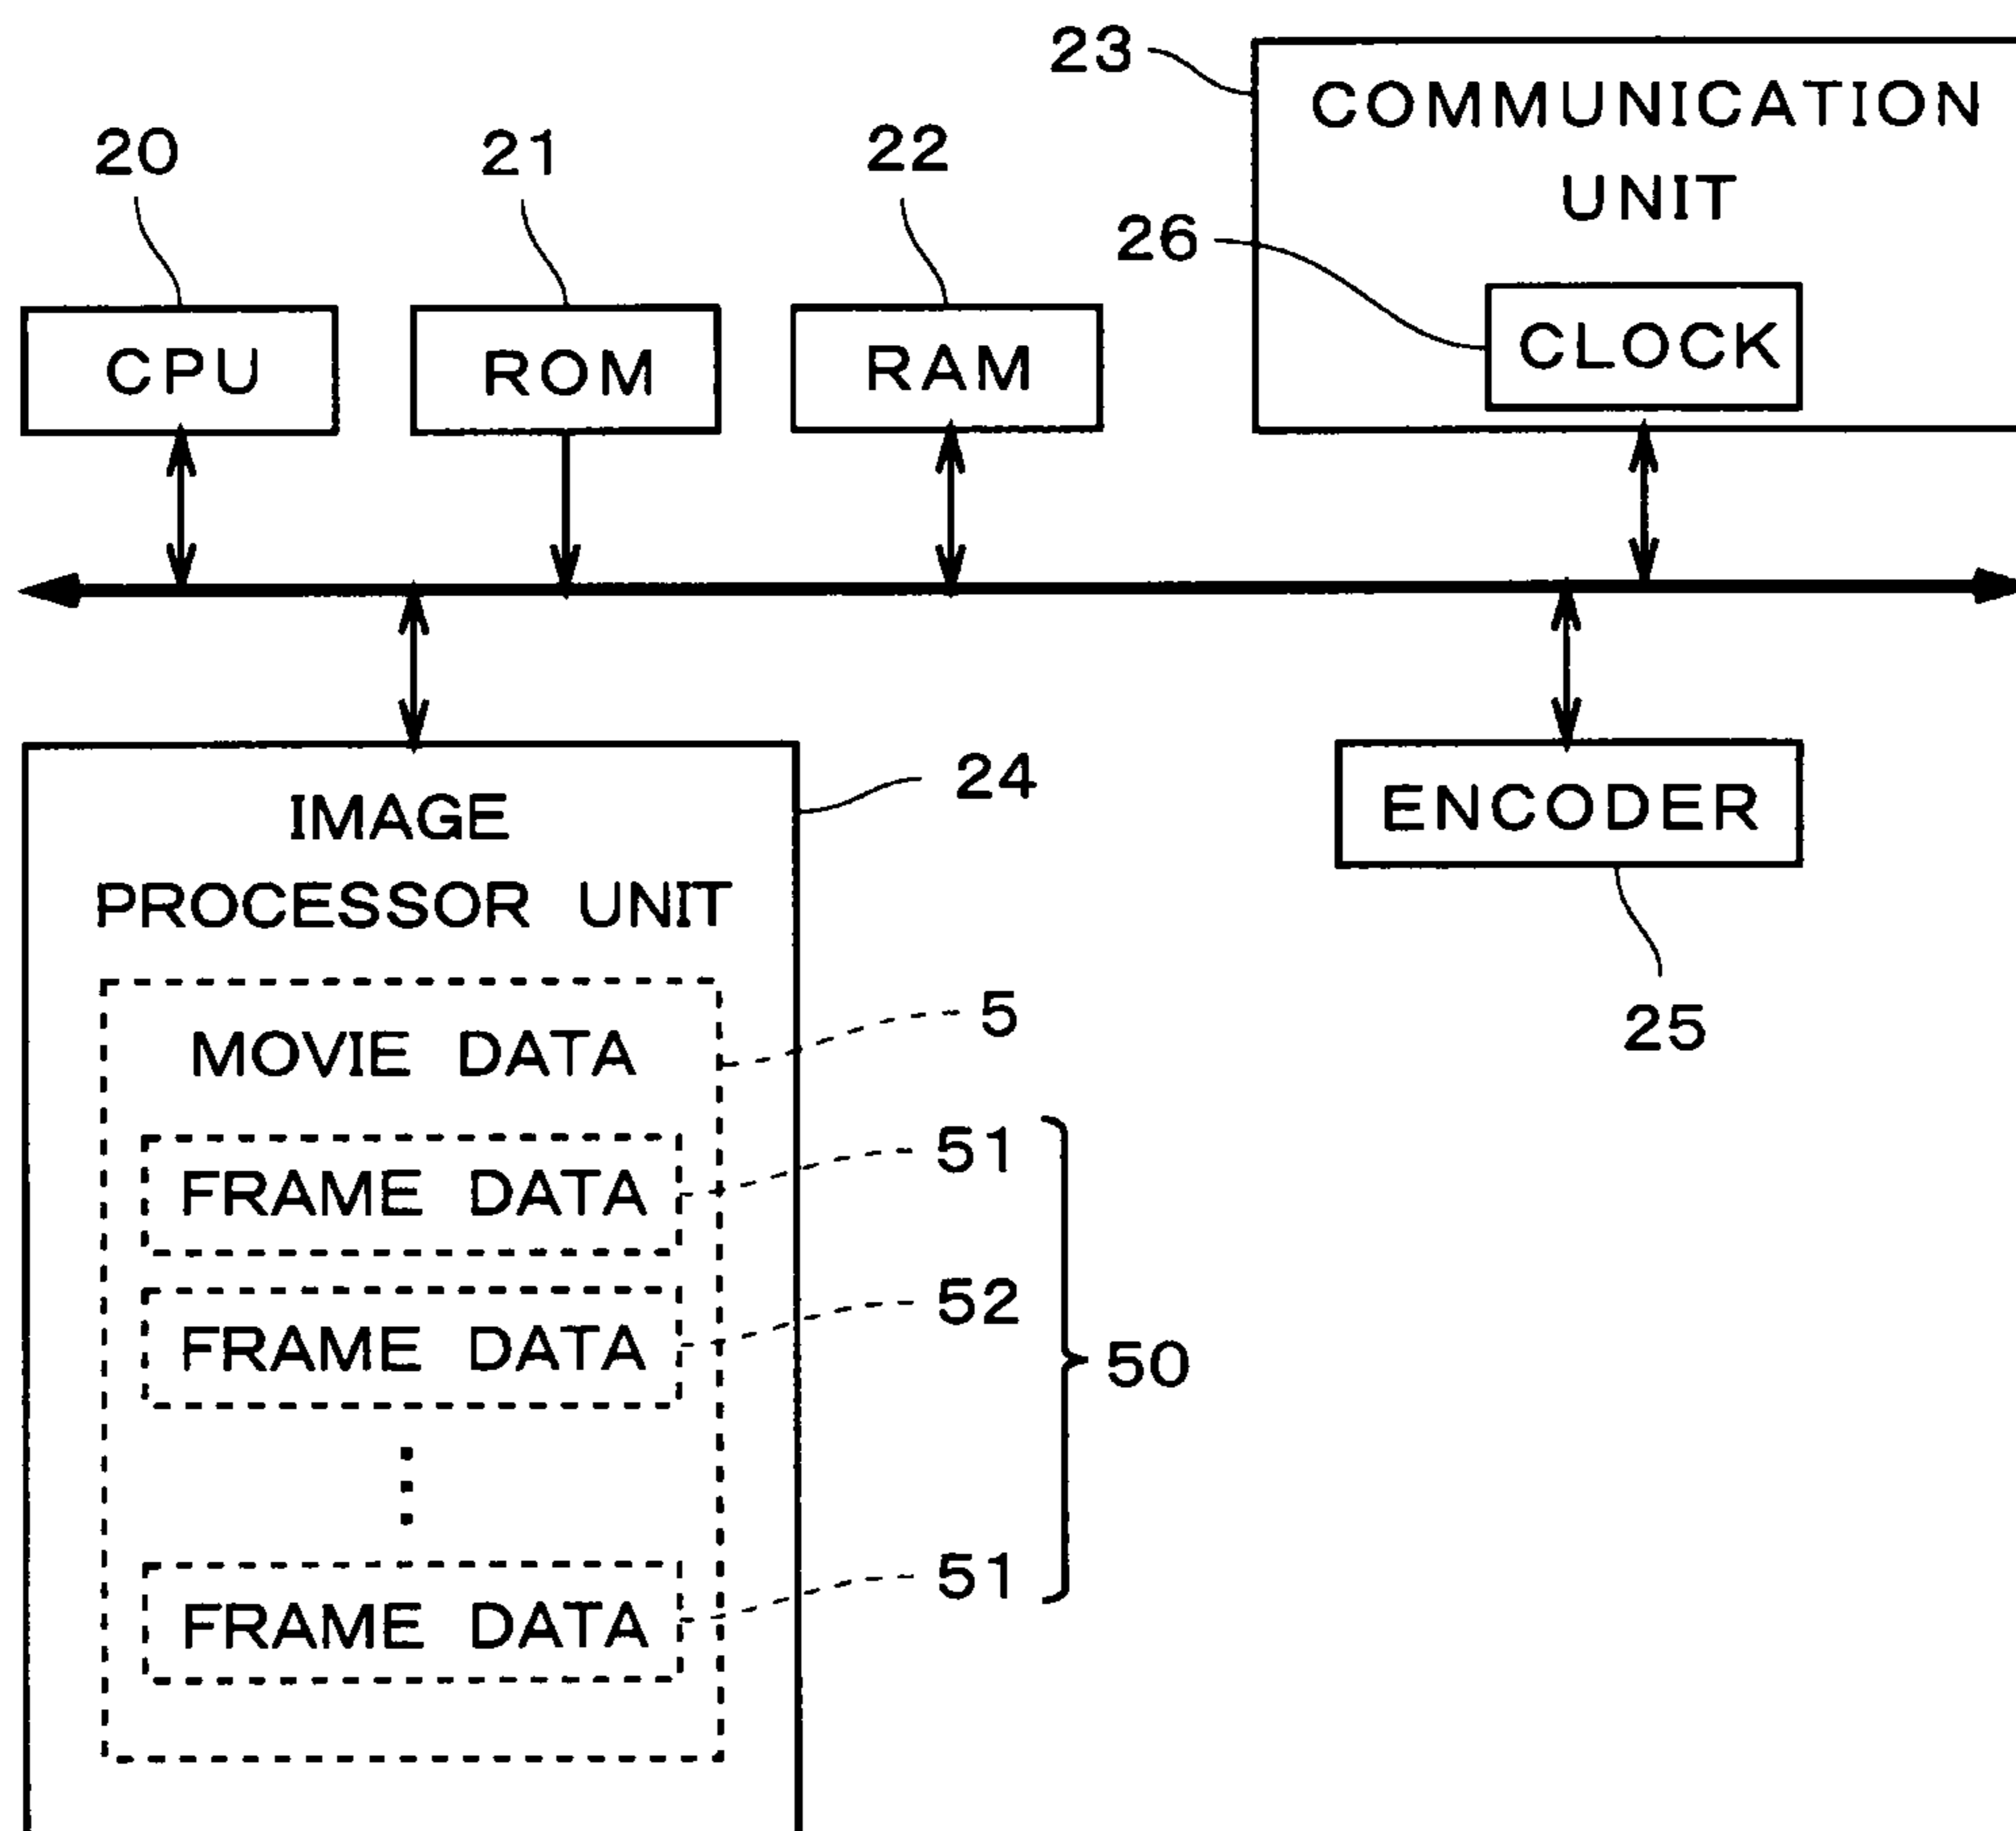 23
COMMUNICATION
UNIT
20
21
22
26
CPU
ROM
RAM
CLOCK
24
IMAGE
PROCESSOR UNIT
ENCODER
25
5
MOVIE DATA
51
FRAME DATA
52
FRAME DATA
50
51
FRAME DATA